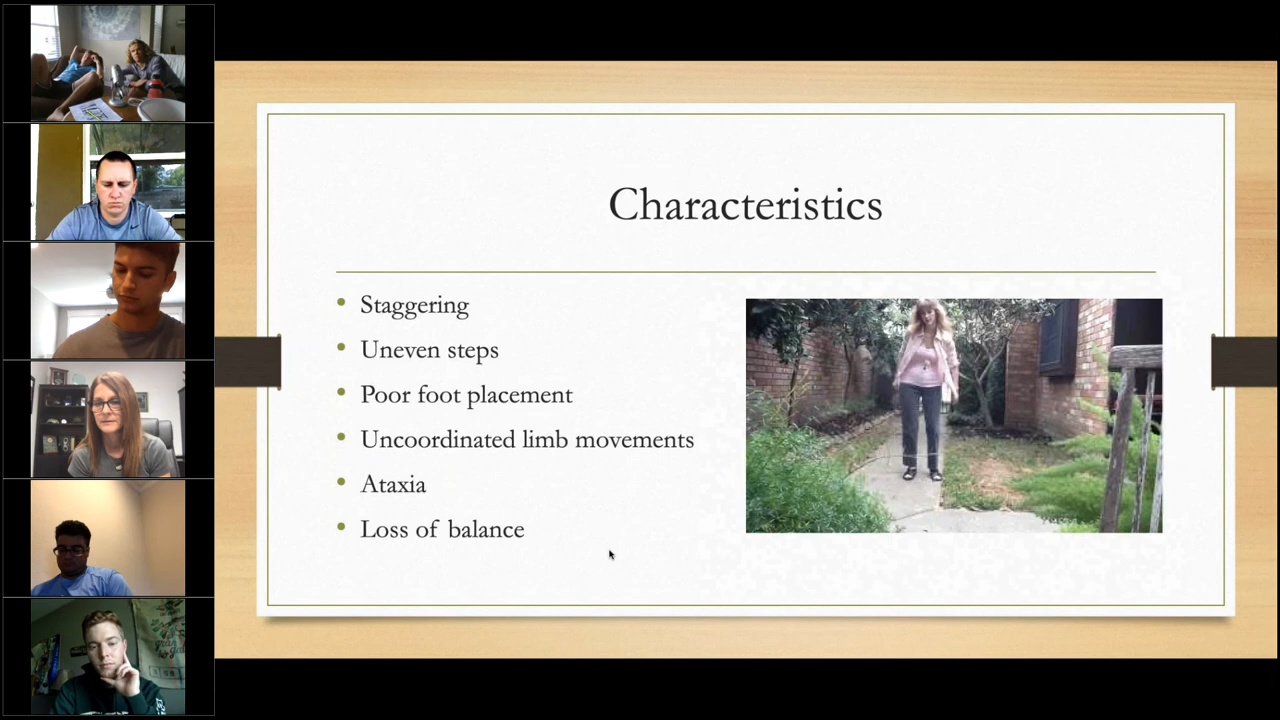 Characteristics
Staggering
Uneven steps
Poor foot placement
Uncoordinated limb movements
Ataxia
Loss of balance